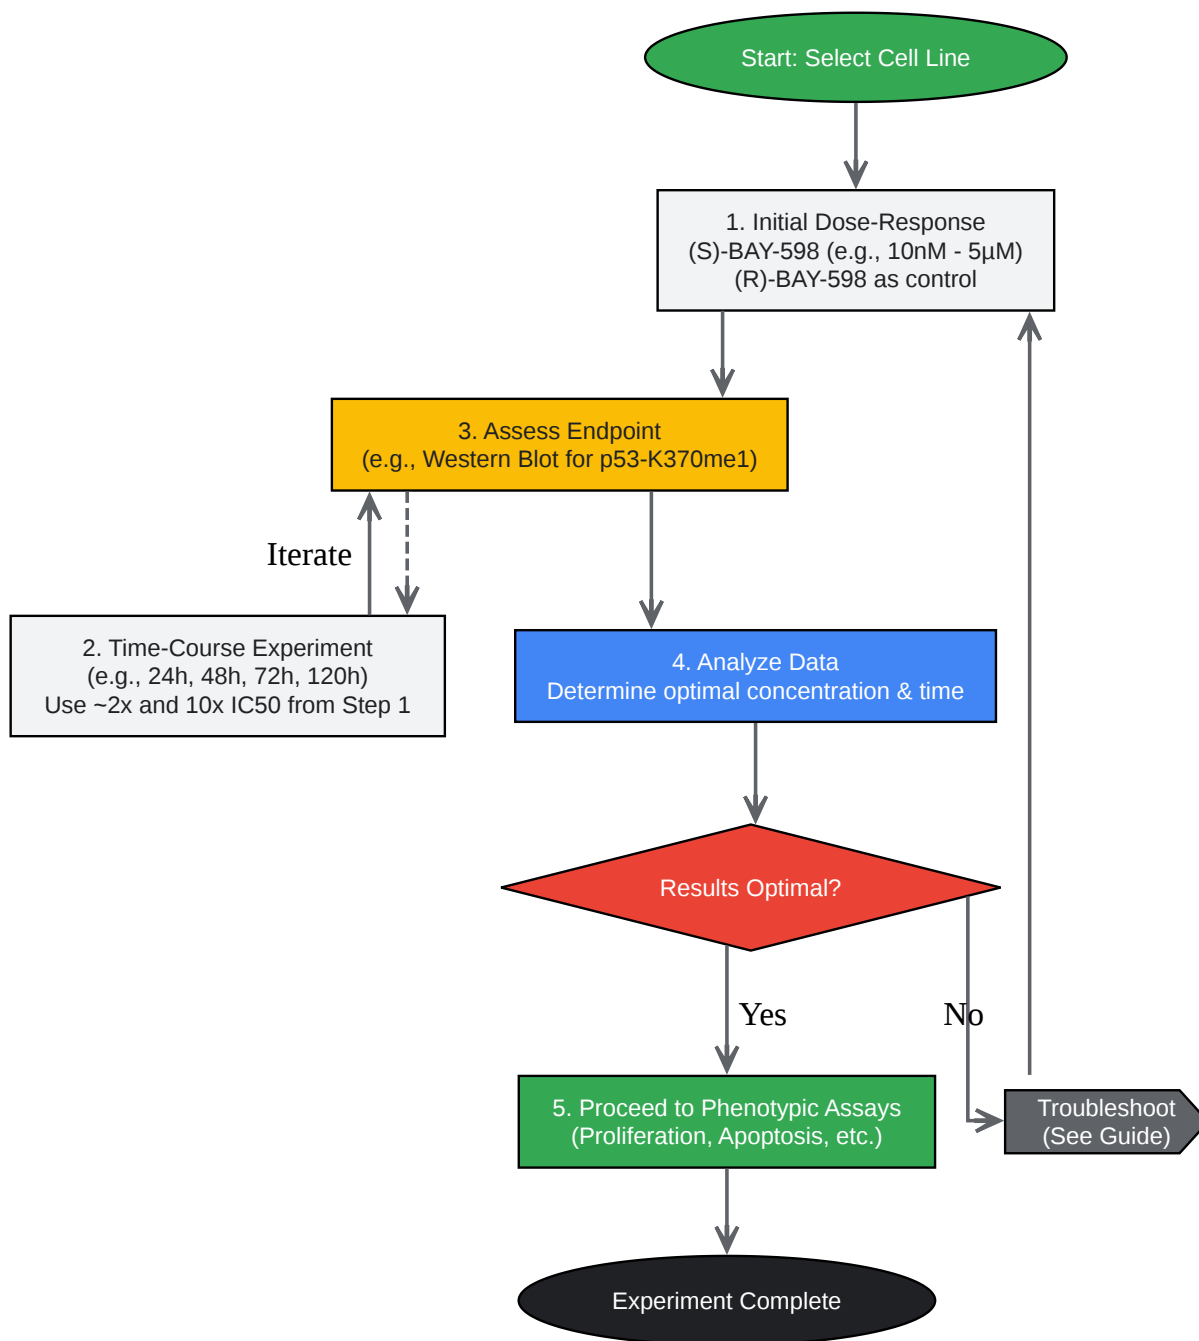 Start: Select Cell Line
1. Initial Dose-Response
(S)-BAY-598 (e.g., 10nM - 5µM)
(R)-BAY-598 as control
3. Assess Endpoint
(e.g., Western Blot for p53-K370me1)
Iterate
2. Time-Course Experiment
(e.g., 24h, 48h, 72h, 120h)
Use ~2x and 10x IC50 from Step 1
4. Analyze Data
Determine optimal concentration & time
Results Optimal?
Yes
No
5. Proceed to Phenotypic Assays
(Proliferation, Apoptosis, etc.)
Troubleshoot
(See Guide)
Experiment Complete